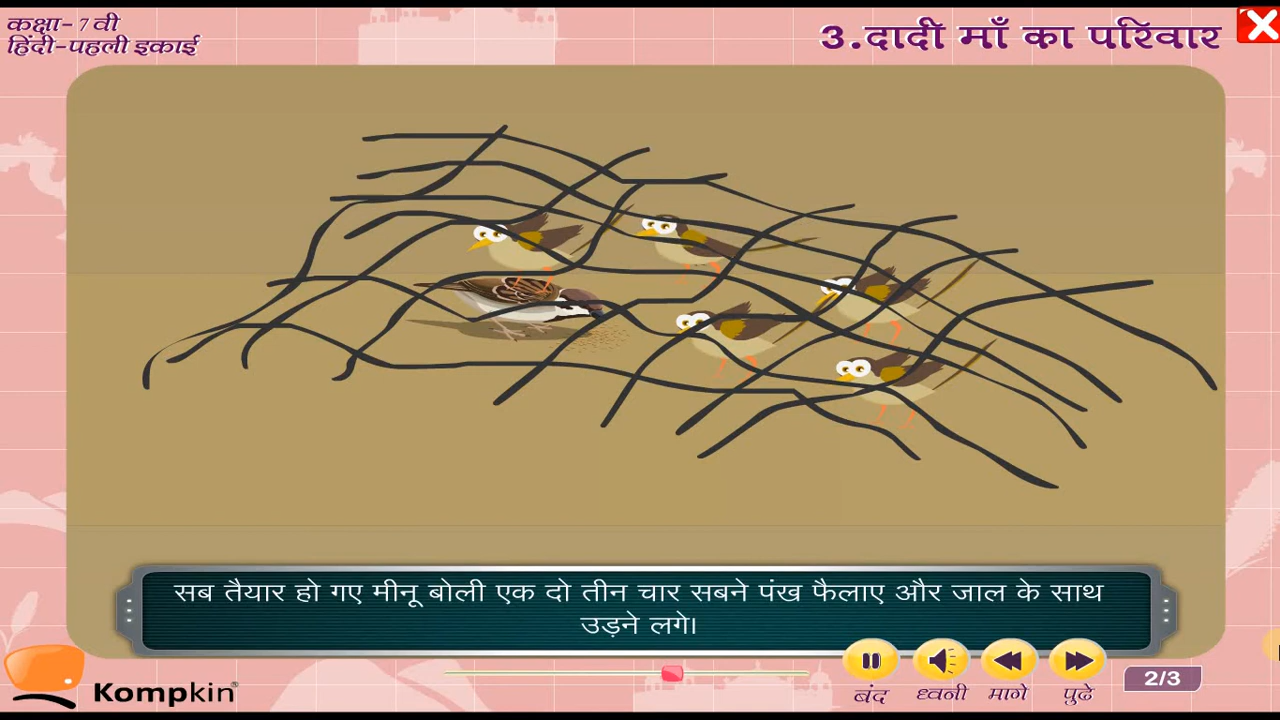 कक्षा- 7 वी
हिंदी-पहली इकाई
3.दादी माँ का परिवार
सब तैयार हो गए मीनू बोली एक दो तीन चार सबने पंख फैलाए और जाल के साथ
उड़ने लगे।
Kompkin®
बंद
ध्वनी
मागे
पुढे
2/3